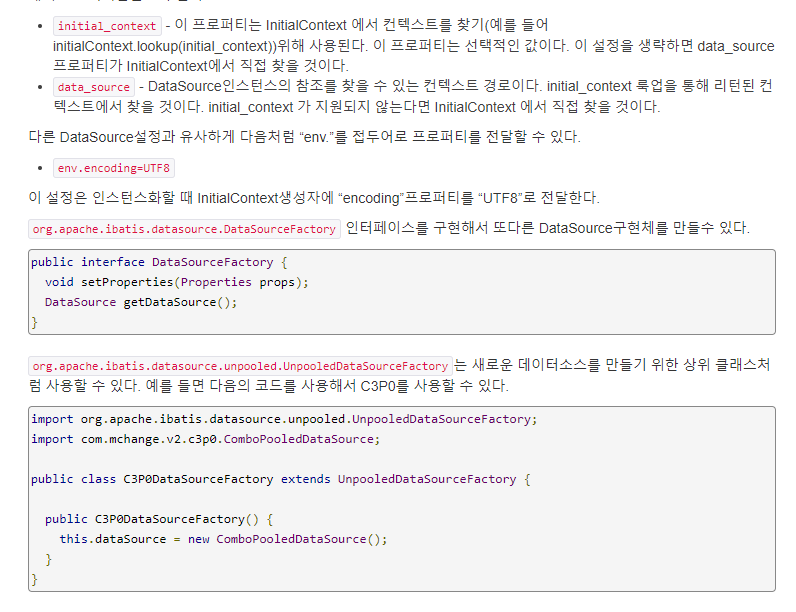 initial_context - 이 프로퍼티는 InitialContext 에서 컨텍스트를 찾기(예를 들어
initialContext.lookup(initial_context))위해 사용된다. 이 프로퍼티는 선택적인 값이다. 이 설정을 생략하면 data_source
프로퍼티가 InitialContext에서 직접 찾을 것이다.
data_source - DataSource인스턴스의 참조를 찾을 수 있는 컨텍스트 경로이다. initial_context 룩업을 통해 리턴된 컨
텍스트에서 찾을 것이다. initial_context 가 지원되지 않는다면 InitialContext 에서 직접 찾을 것이다.
다른 DataSource설정과 유사하게 다음처럼 “env.”를 접두어로 프로퍼티를 전달할 수 있다.
env.encoding=UTF8
이 설정은 인스턴스화할 때 InitialContext생성자에 “encoding”프로퍼티를 “UTF8”로 전달한다.
org.apache.ibatis.datasource.DataSourceFactory 인터페이스를 구현해서 또다른 DataSource구현체를 만들수 있다.
public interface DataSourceFactory {
  void setProperties(Properties props);
  DataSource getDataSource();
}
org.apache.ibatis.datasource.unpooled.UnpooledDataSourceFactory 는 새로운 데이터소스를 만들기 위한 상위 클래스처
럼 사용할 수 있다. 예를 들면 다음의 코드를 사용해서 C3P0를 사용할 수 있다.
import org.apache.ibatis.datasource.unpooled.UnpooledDataSourceFactory;
import com.mchange.v2.c3p0.ComboPooledDataSource;
public class C3P0DataSourceFactory extends UnpooledDataSourceFactory {
  public C3P0DataSourceFactory() {
    this.dataSource = new ComboPooledDataSource();
  }
}